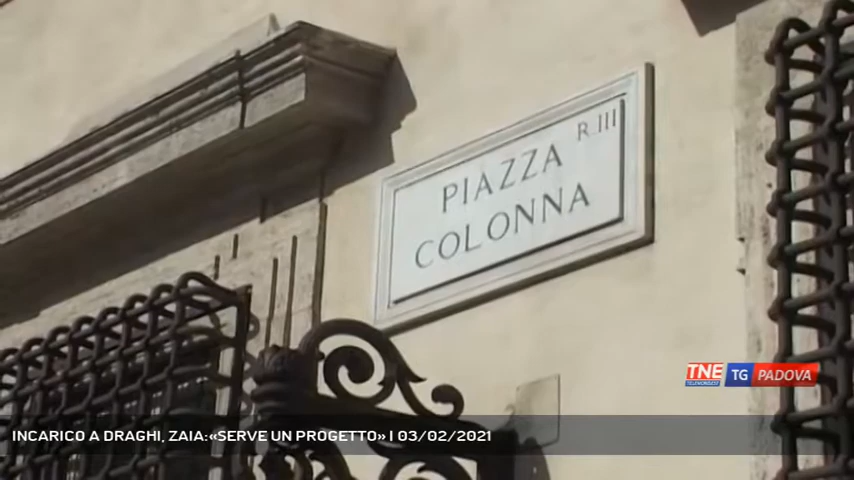 R.III
PIAZZA
COLONNA
TNE
TELENORDEST
TG PADOVA
INCARICO A DRAGHI, ZAIA:«SERVE UN PROGETTO» | 03/02/2021